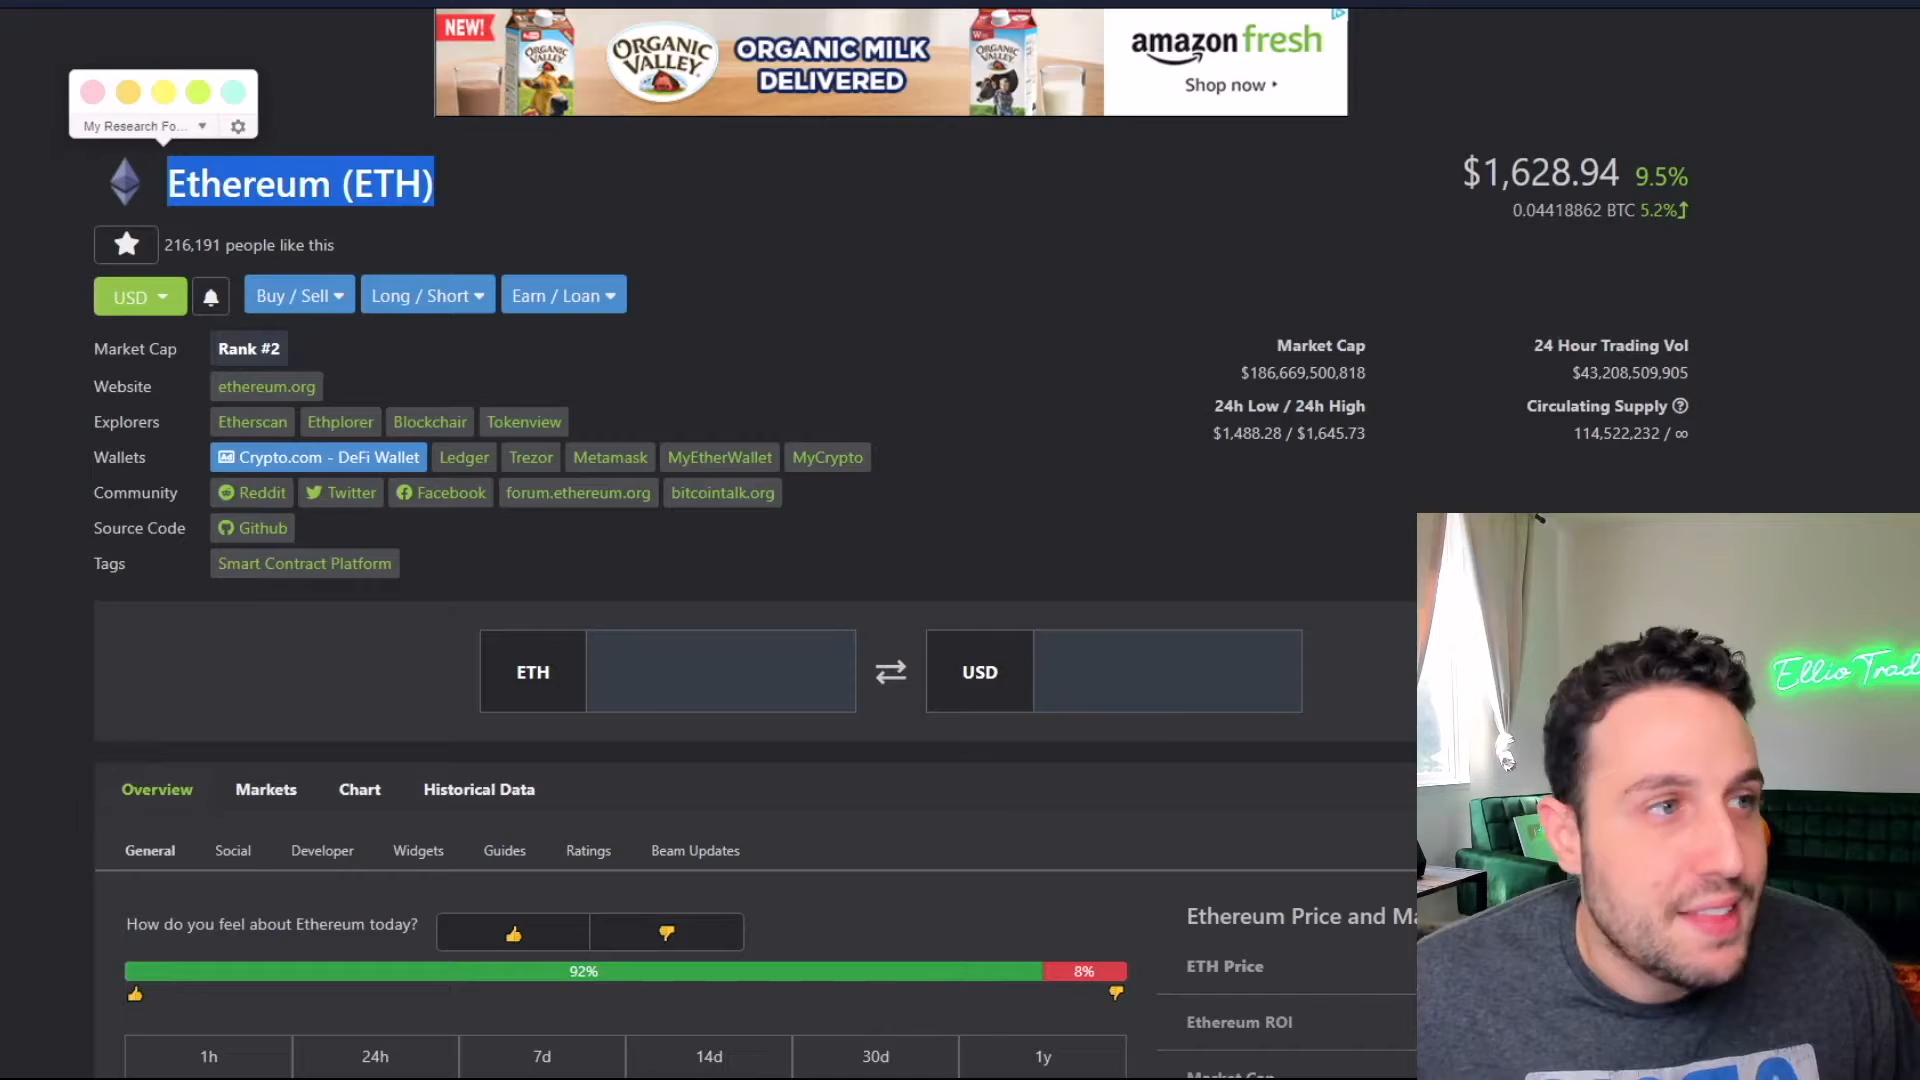 NEW!
ORGANIC VALLEY
ORGANIC MILK
DELIVERED
amazon fresh
Shop now
My Research Fo...
Ethereum (ETH)
$1,628.94 9.5%
0.04418862 BTC 5.2%
216,191 people like this
USD
Buy / Sell
Long / Short
Earn / Loan
Market Cap Rank #2
Website ethereum.org
Explorers Etherscan Ethplorer Blockchair Tokenview
Wallets Ad Crypto.com - DeFi Wallet Ledger Trezor Metamask MyEtherWallet MyCrypto
Community Reddit Twitter Facebook forum.ethereum.org bitcointalk.org
Source Code Github
Tags Smart Contract Platform
Market Cap
$186,669,500,818
24 Hour Trading Vol
$43,208,509,905
24h Low / 24h High
$1,488.28 / $1,645.73
Circulating Supply ?
114,522,232 / ∞
ETH
USD
Ellio Trad
Overview Markets Chart Historical Data
General Social Developer Widgets Guides Ratings Beam Updates
How do you feel about Ethereum today?
92% 8%
1h 24h 7d 14d 30d 1y
Ethereum Price and Ma
ETH Price
Ethereum ROI
Market Cap